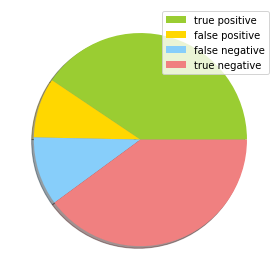 true positive
false positive
false negative
true negative